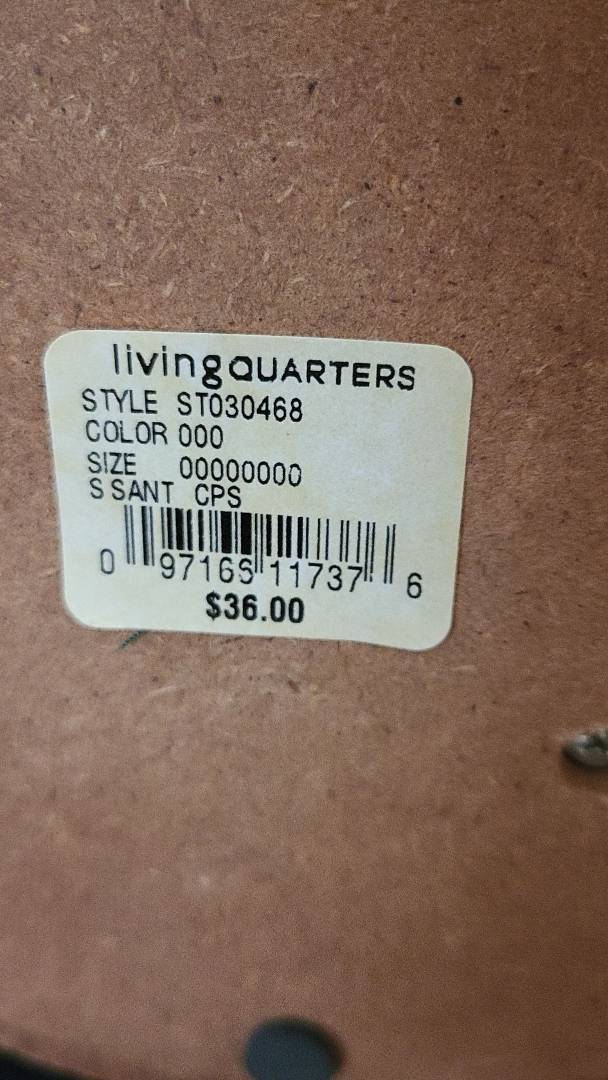 livingQUARTERS
STYLE ST030468
COLOR 000
SIZE 00000000
S SANT CPS
0 97165 11737 6
$36.00